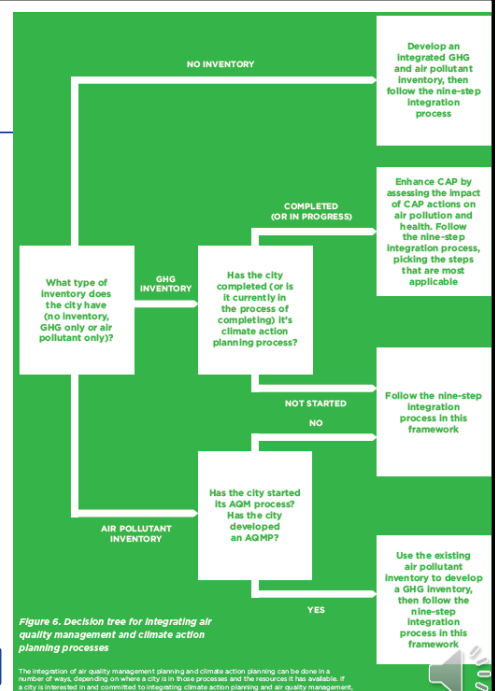 NO INVENTORY
Develop an
integrated GHG
and air pollutant
inventory, then
follow the nine-step
integration
process
COMPLETED
(OR IN PROGRESS)
Enhance CAP by
assessing the impact
of CAP actions on
air pollution and
health. Follow
the nine-step
integration process,
picking the steps
that are most
applicable
What type of
inventory does
the city have
(no inventory,
GHG only or air
pollutant only)?
GHG
INVENTORY
Has the city
completed (or is
it currently in
the process of
completing) it's
climate action
planning process?
NOT STARTED
NO
Follow the nine-step
integration
process in this
framework
Has the city started
its AQM process?
Has the city
developed
an AQMP?
AIR POLLUTANT
INVENTORY
YES
Use the existing
air pollutant
inventory to develop
a GHG inventory,
then follow the
nine-step
integration
process in this
framework
Figure 6. Decision tree for integrating air
quality management and climate action
planning processes
The integration of air quality management planning and climate action planning can be done in a
number of ways, depending on where a city is in those processes and the resources it has available. If
a city is interested in and committed to integrating climate action planning and air quality management,